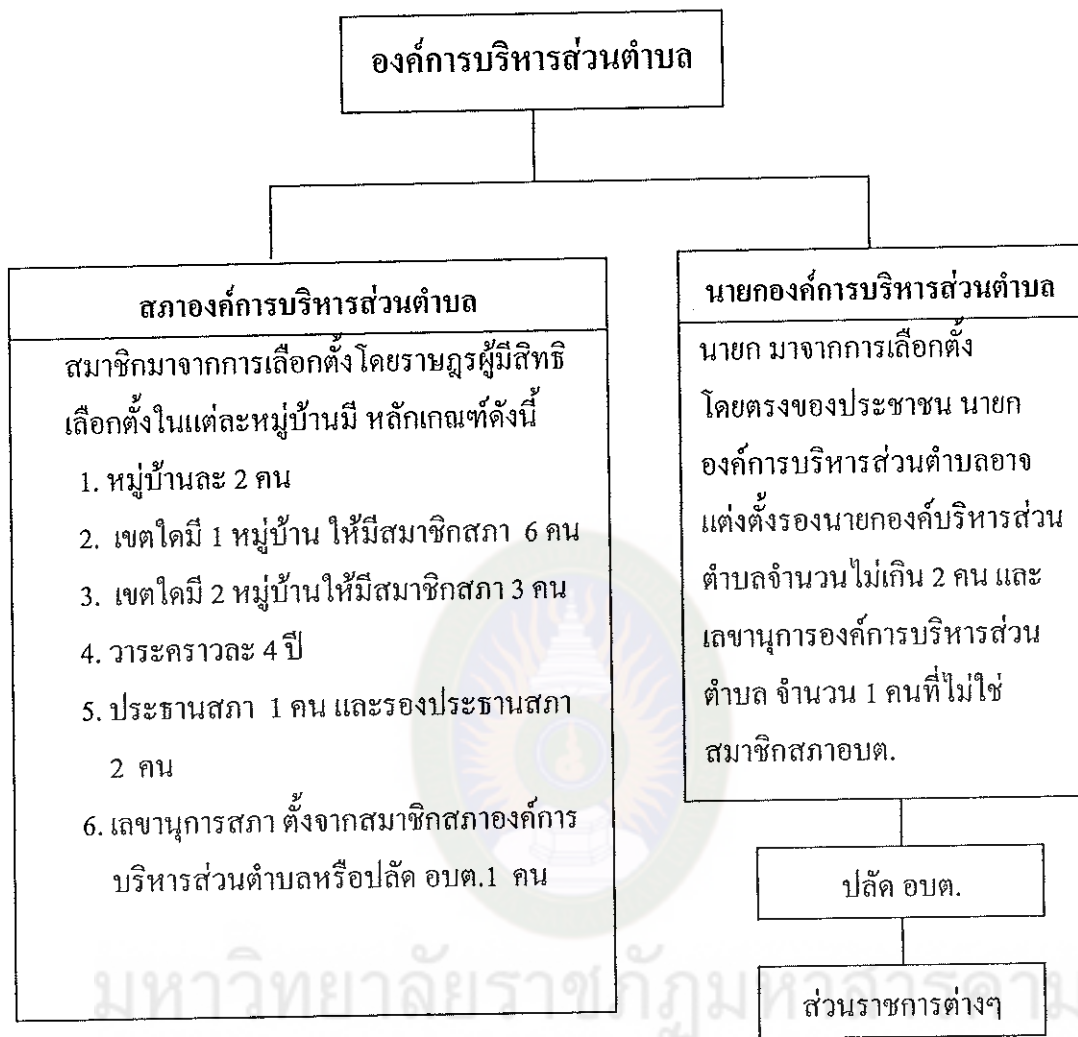 องค์การบริหารส่วนตำบล
สภาองค์การบริหารส่วนตำบล
สมาชิกมาจากการเลือกตั้งโดยราษฎรผู้มีสิทธิ
เลือกตั้งในแต่ละหมู่บ้านมี หลักเกณฑ์ดังนี้
1. หมู่บ้านละ 2 คน
2. เขตใดมี 1 หมู่บ้าน ให้มีสมาชิกสภา 6 คน
3. เขตใดมี 2 หมู่บ้านให้มีสมาชิกสภา 3 คน
4. วาระคราวละ 4 ปี
5. ประธานสภา 1 คน และรองประธานสภา
2 คน
6. เลขานุการสภา ตั้งจากสมาชิกสภาองค์การ
บริหารส่วนตำบลหรือปลัด อบต.1 คน
นายกองค์การบริหารส่วนตำบล
นายก มาจากการเลือกตั้ง
โดยตรงของประชาชน นายก
องค์การบริหารส่วนตำบลอาจ
แต่งตั้งรองนายกองค์บริหารส่วน
ตำบลจำนวนไม่เกิน 2 คน และ
เลขานุการองค์การบริหารส่วน
ตำบล จำนวน 1 คนที่ไม่ใช่
สมาชิกสภาอบต.
ปลัด อบต.
ส่วนราชการต่างๆ
มหาวิทยาลัยราชภัฏมหาสารคาม